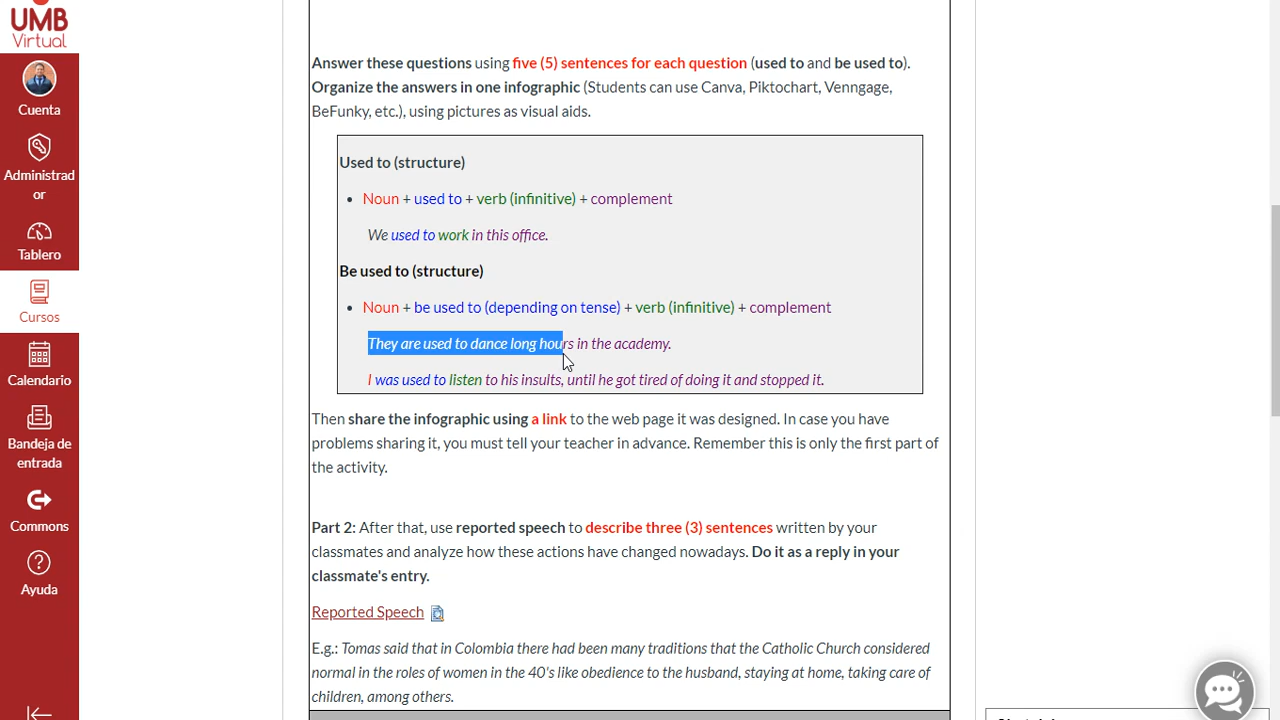 UMB
Virtual
Cuenta
Administrad
or
Tablero
Cursos
Calendario
Bandeja de
entrada
Commons
Ayuda
Answer these questions using five (5) sentences for each question (used to and be used to).
Organize the answers in one infographic (Students can use Canva, Piktochart, Venngage,
BeFunky, etc.), using pictures as visual aids.
Used to (structure)
• Noun + used to + verb (infinitive) + complement
We used to work in this office.
Be used to (structure)
• Noun + be used to (depending on tense) + verb (infinitive) + complement
They are used to dance long hours in the academy.
I was used to listen to his insults, until he got tired of doing it and stopped it.
Then share the infographic using a link to the web page it was designed. In case you have
problems sharing it, you must tell your teacher in advance. Remember this is only the first part of
the activity.
Part 2: After that, use reported speech to describe three (3) sentences written by your
classmates and analyze how these actions have changed nowadays. Do it as a reply in your
classmate's entry.
Reported Speech
E.g.: Tomas said that in Colombia there had been many traditions that the Catholic Church considered
normal in the roles of women in the 40's like obedience to the husband, staying at home, taking care of
children, among others.